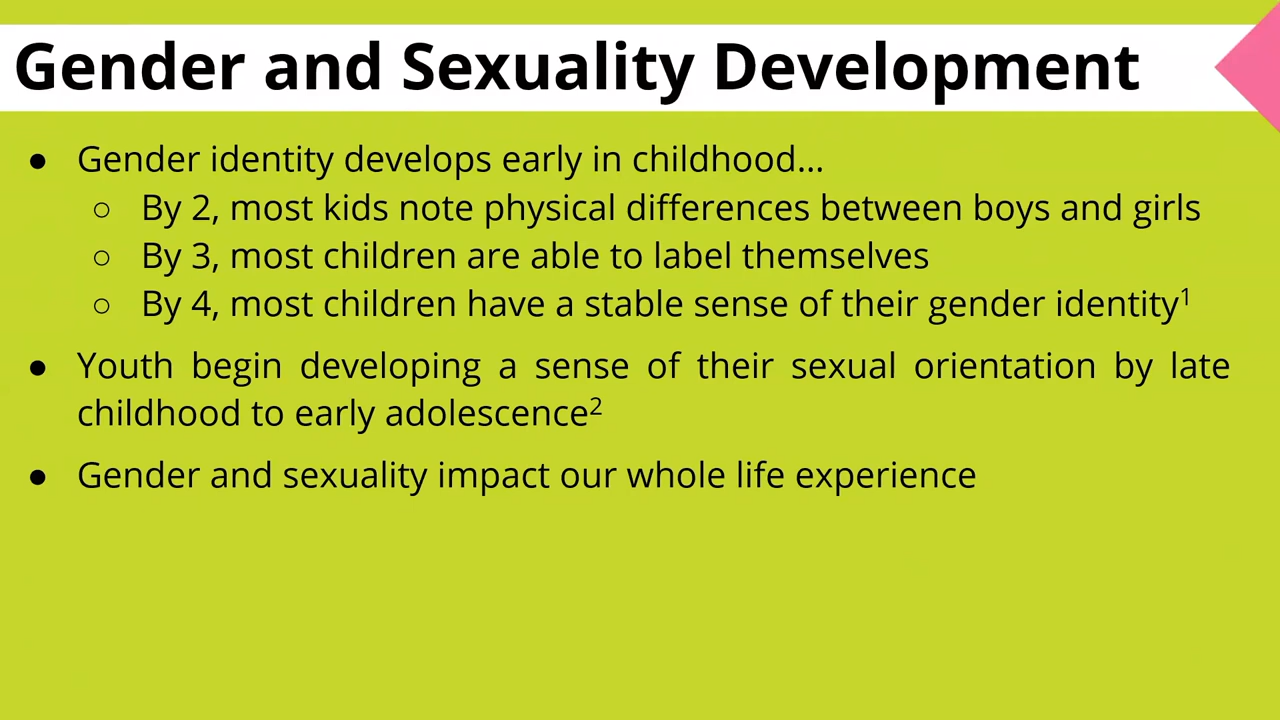 Gender and Sexuality Development
● Gender identity develops early in childhood...
○ By 2, most kids note physical differences between boys and girls
○ By 3, most children are able to label themselves
○ By 4, most children have a stable sense of their gender identity¹
● Youth begin developing a sense of their sexual orientation by late
childhood to early adolescence²
● Gender and sexuality impact our whole life experience